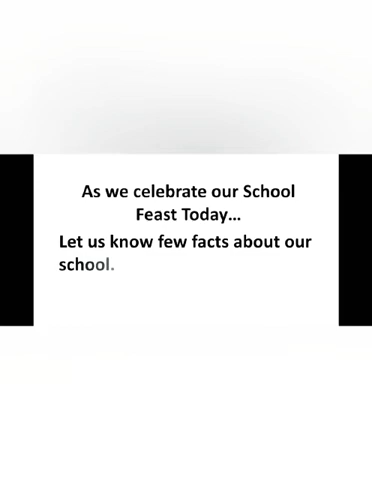 As we celebrate our School
Feast Today...
Let us know few facts about our
school.